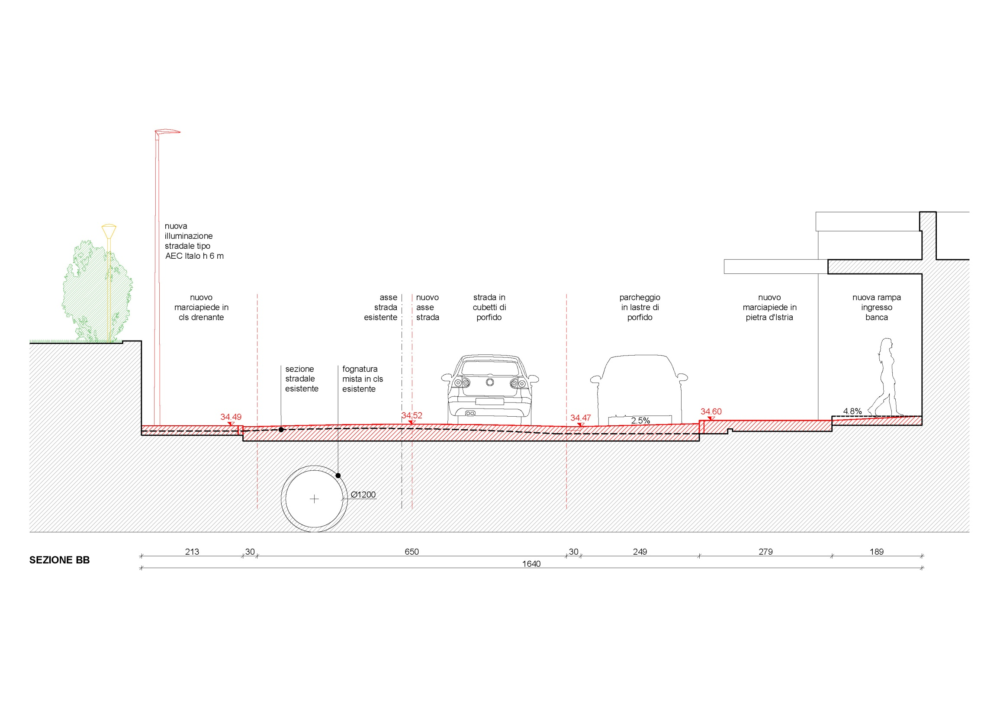 nuova
illuminazione
stradale tipo
AEC Italo h 6 m
nuovo
marciapiede in
cls drenante
asse
strada
esistente
nuovo
asse
strada
strada in
cubetti di
porfido
parcheggio
in lastre di
porfido
nuovo
marciapiede in
pietra d'Istria
nuova rampa
ingresso
banca
sezione
stradale
esistente
fognatura
mista in cls
esistente
34.49
34.52
34.47
2.5%
34.60
4.8%
Ø1200
213
30
650
30
249
279
189
1640
SEZIONE BB